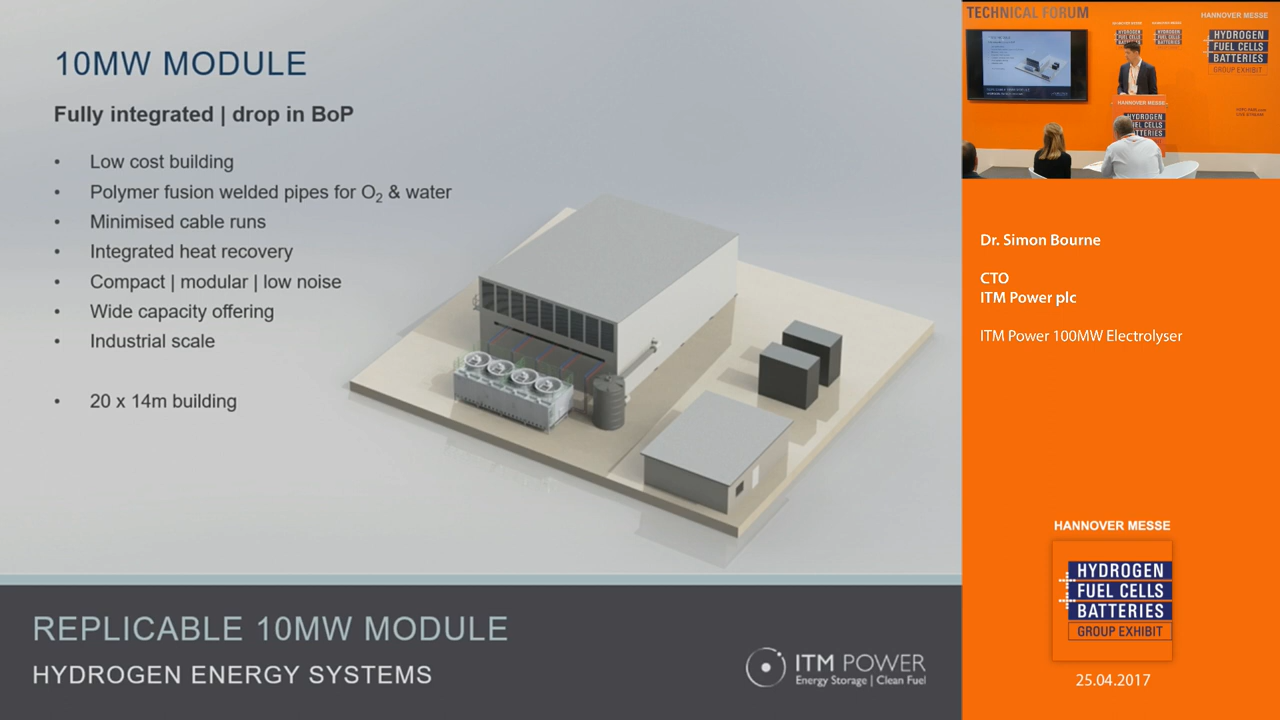 10MW MODULE
Fully integrated | drop in BoP
• Low cost building
• Polymer fusion welded pipes for O₂ & water
• Minimised cable runs
• Integrated heat recovery
• Compact | modular | low noise
• Wide capacity offering
• Industrial scale
• 20 x 14m building
REPLICABLE 10MW MODULE
HYDROGEN ENERGY SYSTEMS
ITM POWER
Energy Storage | Clean Fuel
TECHNICAL FORUM
HANNOVER MESSE
HYDROGEN
FUEL CELLS
BATTERIES
GROUP EXHIBIT
HANNOVER MESSE
Dr. Simon Bourne
CTO
ITM Power plc
ITM Power 100MW Electrolyser
HANNOVER MESSE
HYDROGEN
FUEL CELLS
BATTERIES
GROUP EXHIBIT
25.04.2017